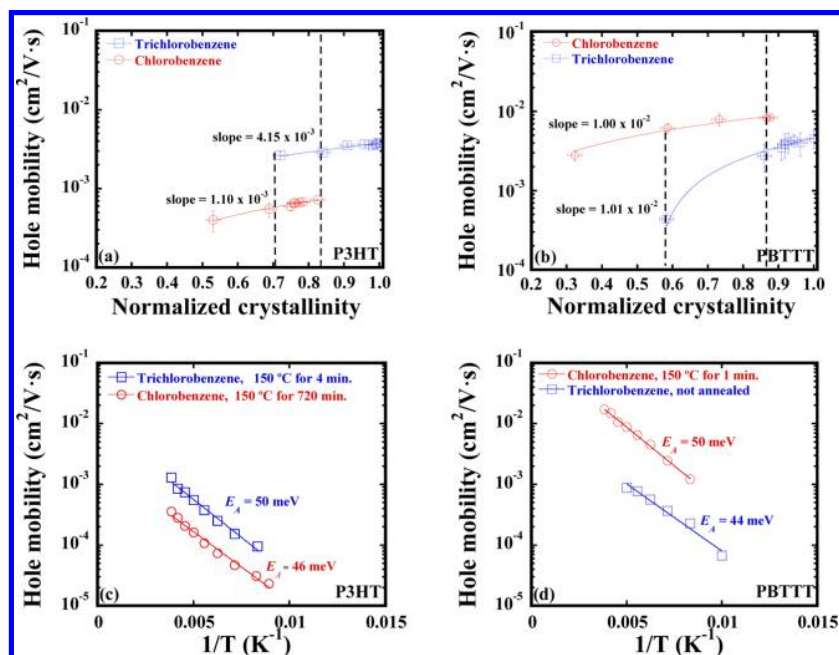 Hole mobility (cm²/V·s)
10⁻¹
10⁻²
10⁻³
10⁻⁴
Trichlorobenzene
Chlorobenzene
slope = 4.15 x 10⁻³
slope = 1.10 x 10⁻³
(a)
P3HT
0.2 0.3 0.4 0.5 0.6 0.7 0.8 0.9 1.0
Normalized crystallinity
Hole mobility (cm²/V·s)
10⁻¹
10⁻²
10⁻³
10⁻⁴
Chlorobenzene
Trichlorobenzene
slope = 1.00 x 10⁻²
slope = 1.01 x 10⁻²
(b)
PBTTT
0.2 0.3 0.4 0.5 0.6 0.7 0.8 0.9 1.0
Normalized crystallinity
Hole mobility (cm²/V·s)
10⁻¹
10⁻²
10⁻³
10⁻⁴
10⁻⁵
Trichlorobenzene, 150 °C for 4 min.
Chlorobenzene, 150 °C for 720 min.
E_A = 50 meV
E_A = 46 meV
(c)
P3HT
0 0.005 0.01 0.015
1/T (K⁻¹)
Hole mobility (cm²/V·s)
10⁻¹
10⁻²
10⁻³
10⁻⁴
10⁻⁵
Chlorobenzene, 150 °C for 1 min.
Trichlorobenzene, not annealed
E_A = 50 meV
E_A = 44 meV
(d)
PBTTT
0 0.005 0.01 0.015
1/T (K⁻¹)